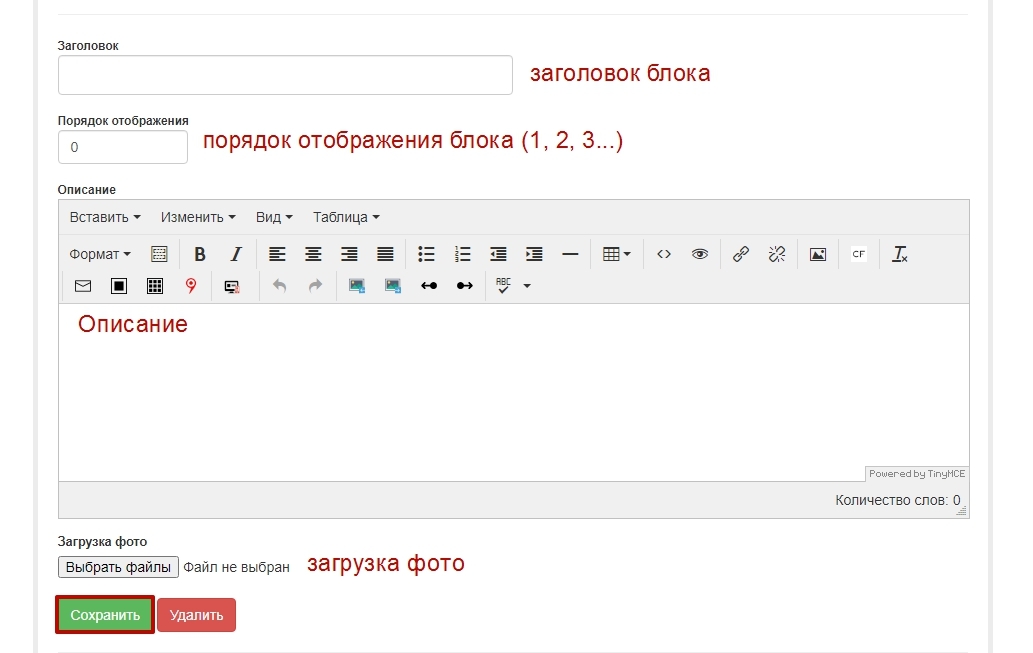 Заголовок
заголовок блока
Порядок отображения
0 порядок отображения блока (1, 2, 3...)
Описание
Вставить Изменить Вид Таблица
Формат B I CF Tx
ABC
Описание
Powered by TinyMCE
Количество слов: 0
Загрузка фото
Выбрать файлы Файл не выбран загрузка фото
Сохранить Удалить